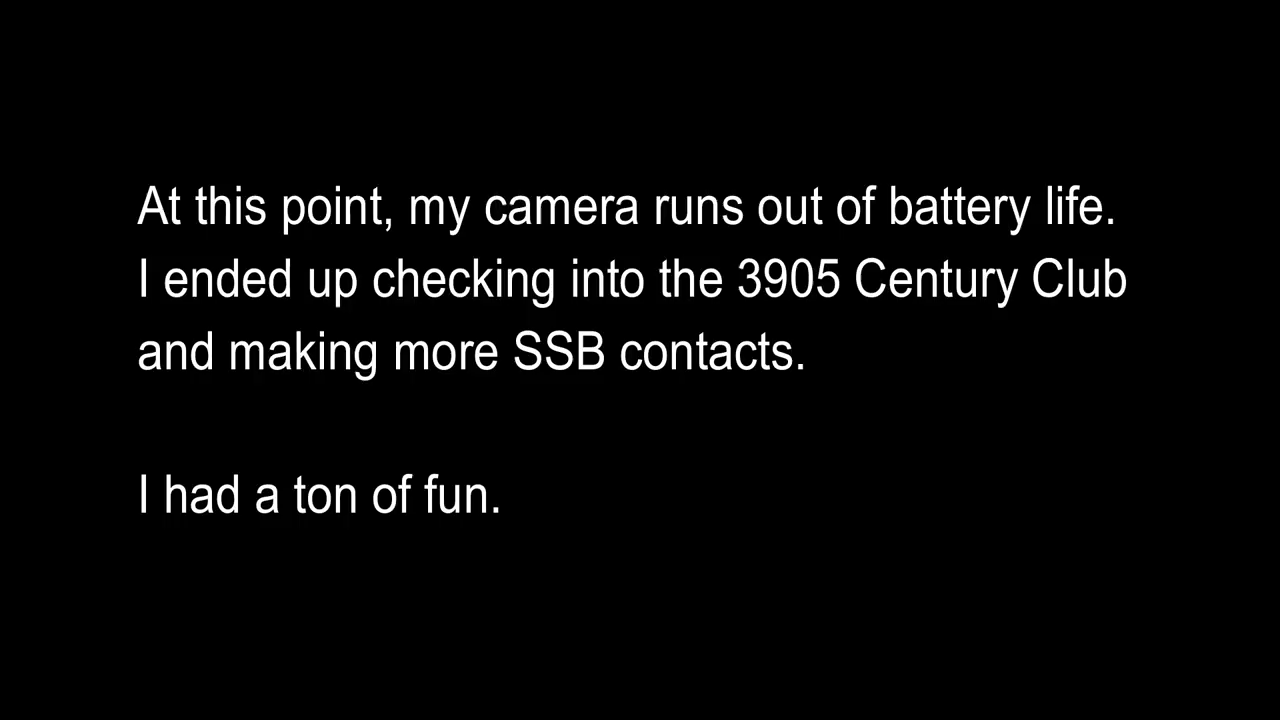 At this point, my camera runs out of battery life.
I ended up checking into the 3905 Century Club
and making more SSB contacts.
I had a ton of fun.